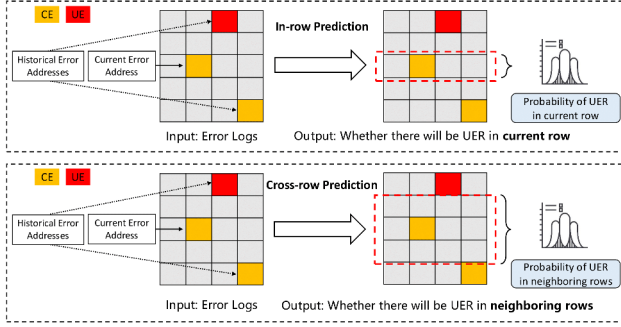 CE UE
In-row Prediction
Historical Error
Addresses
Current Error
Address
Probability of UER
in current row
Input: Error Logs
Output: Whether there will be UER in current row
CE UE
Cross-row Prediction
Historical Error
Addresses
Current Error
Address
Probability of UER
in neighboring rows
Input: Error Logs
Output: Whether there will be UER in neighboring rows